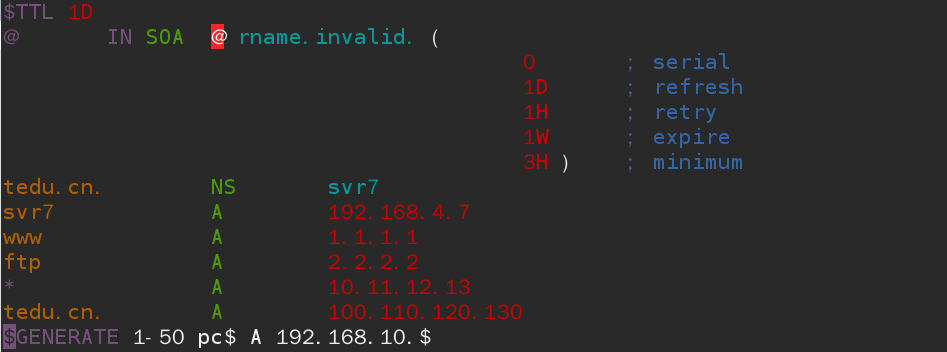 $TTL 1D
@ IN SOA @ rname.invalid. (
0 ; serial
1D ; refresh
1H ; retry
1W ; expire
3H ) ; minimum
tedu.cn. NS svr7
svr7 A 192.168.4.7
www A 1.1.1.1
ftp A 2.2.2.2
* A 10.11.12.13
tedu.cn. A 100.110.120.130
$GENERATE 1-50 pc$ A 192.168.10.$